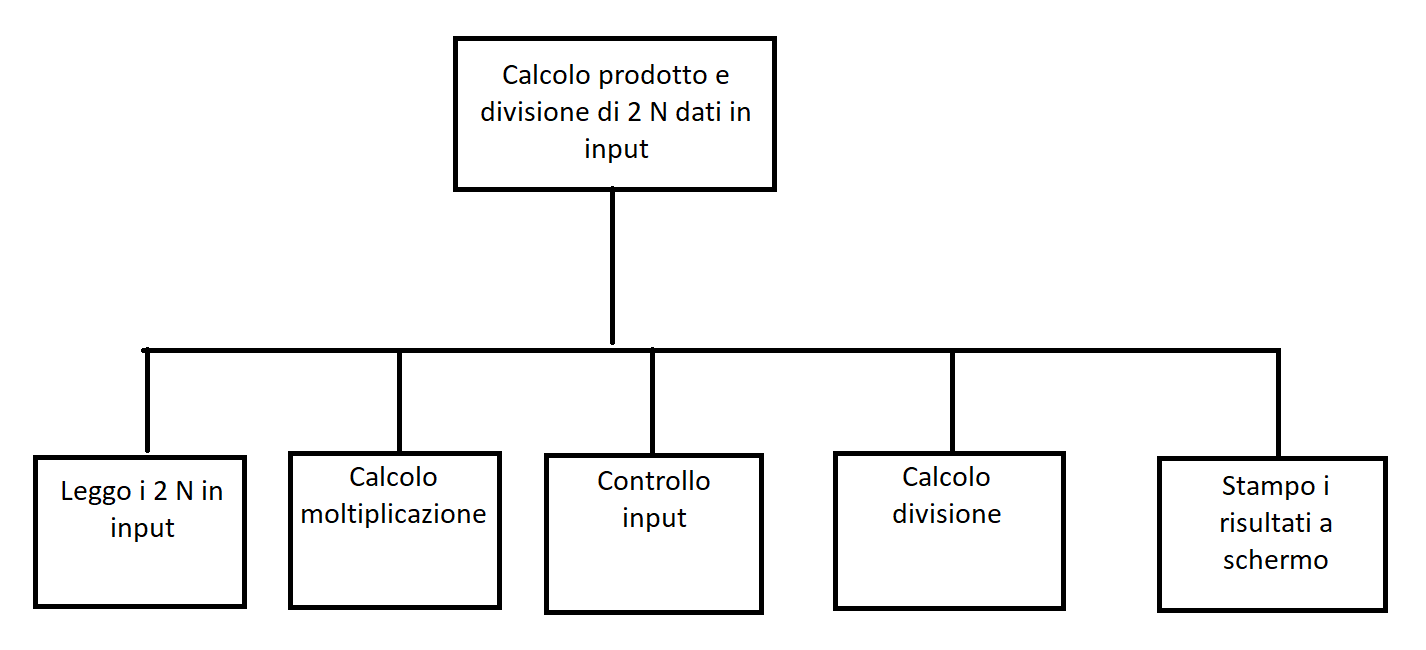 Calcolo prodotto e
divisione di 2 N dati in
input
Leggo i 2 N in
input
Calcolo
moltiplicazione
Controllo
input
Calcolo
divisione
Stampo i
risultati a
schermo